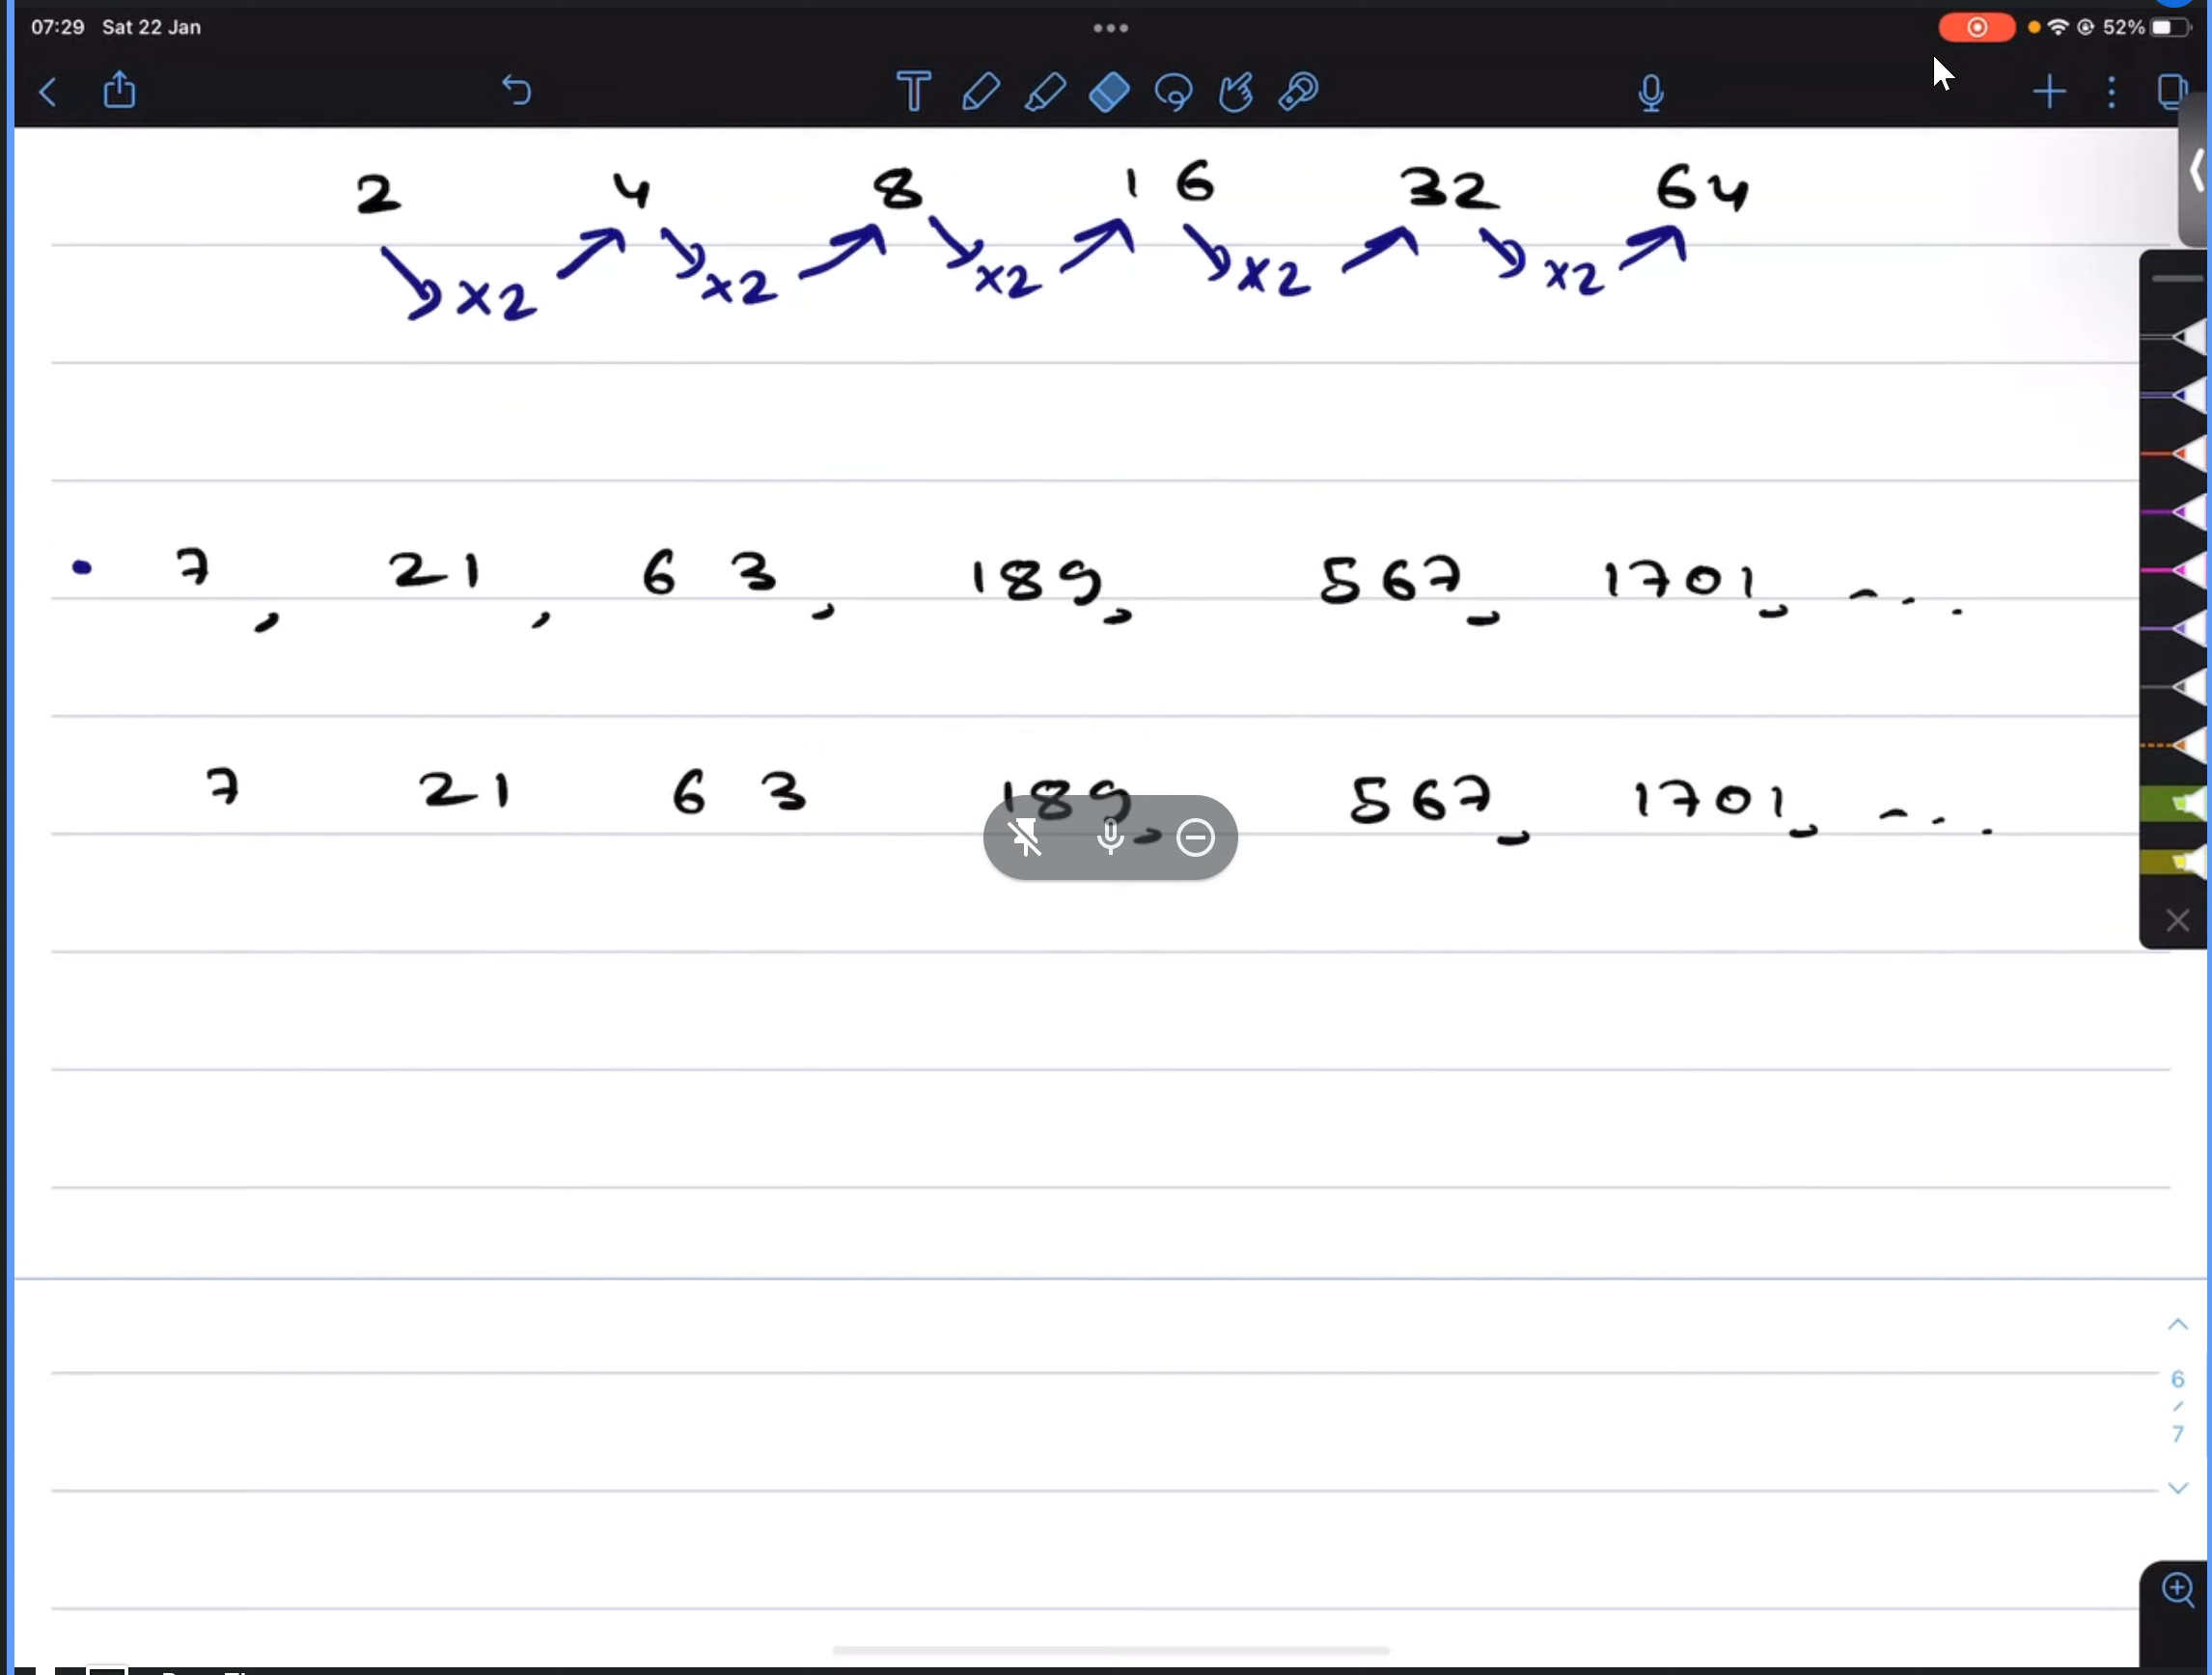 07:29 Sat 22 Jan 52%
2 4 8 16 32 64
x2 x2 x2 x2 x2
• 7, 21, 63, 189, 567, 1701, ....
7 21 63 189, 567, 1701, ....
6
/
7